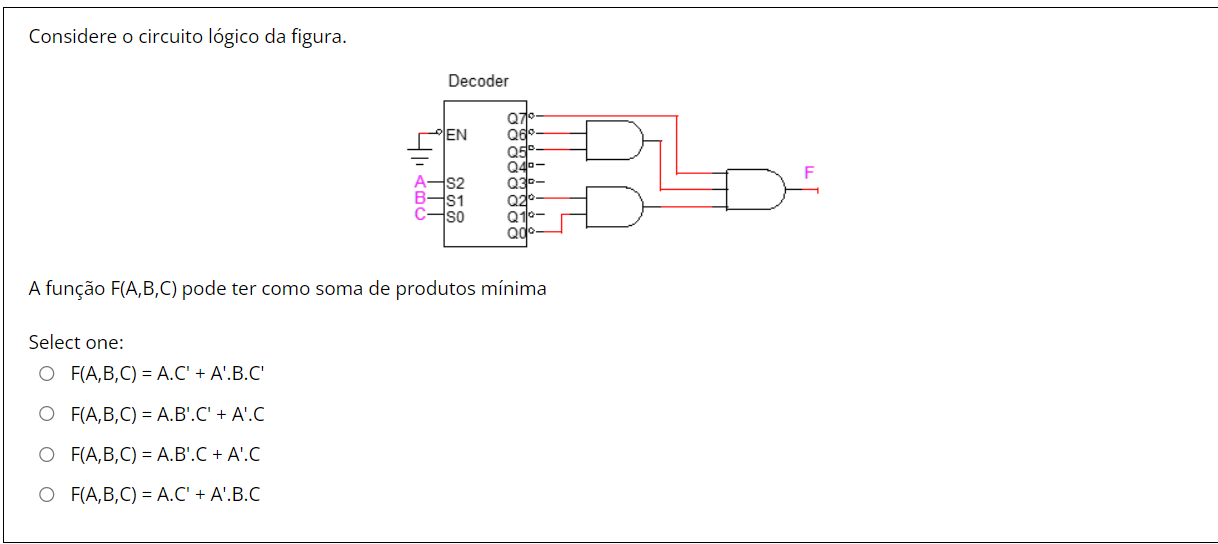 Considere o circuito lógico da figura.
Decoder
Q7
EN Q6
Q5
Q4
A S2 Q3
B S1 Q2
C S0 Q1
Q0
F
A função F(A,B,C) pode ter como soma de produtos mínima
Select one:
F(A,B,C) = A.C' + A'.B.C'
F(A,B,C) = A.B'.C' + A'.C
F(A,B,C) = A.B'.C + A'.C
F(A,B,C) = A.C' + A'.B.C